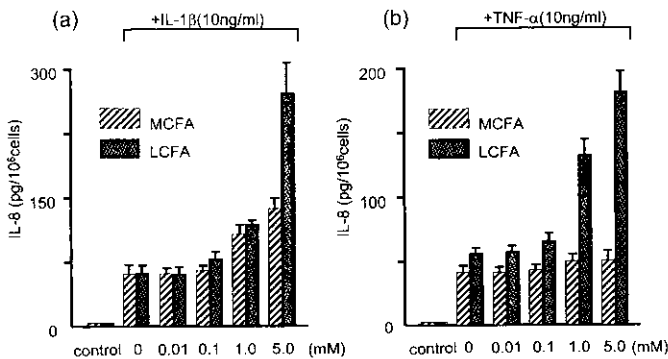 (a)
+IL-1β(10ng/ml)
300
150
0
IL-8 (pg/10⁶cells)
MCFA
LCFA
control 0 0.01 0.1 1.0 5.0 (mM)
(b)
+TNF-α(10ng/ml)
200
100
0
IL-8 (pg/10⁶cells)
MCFA
LCFA
control 0 0.01 0.1 1.0 5.0 (mM)